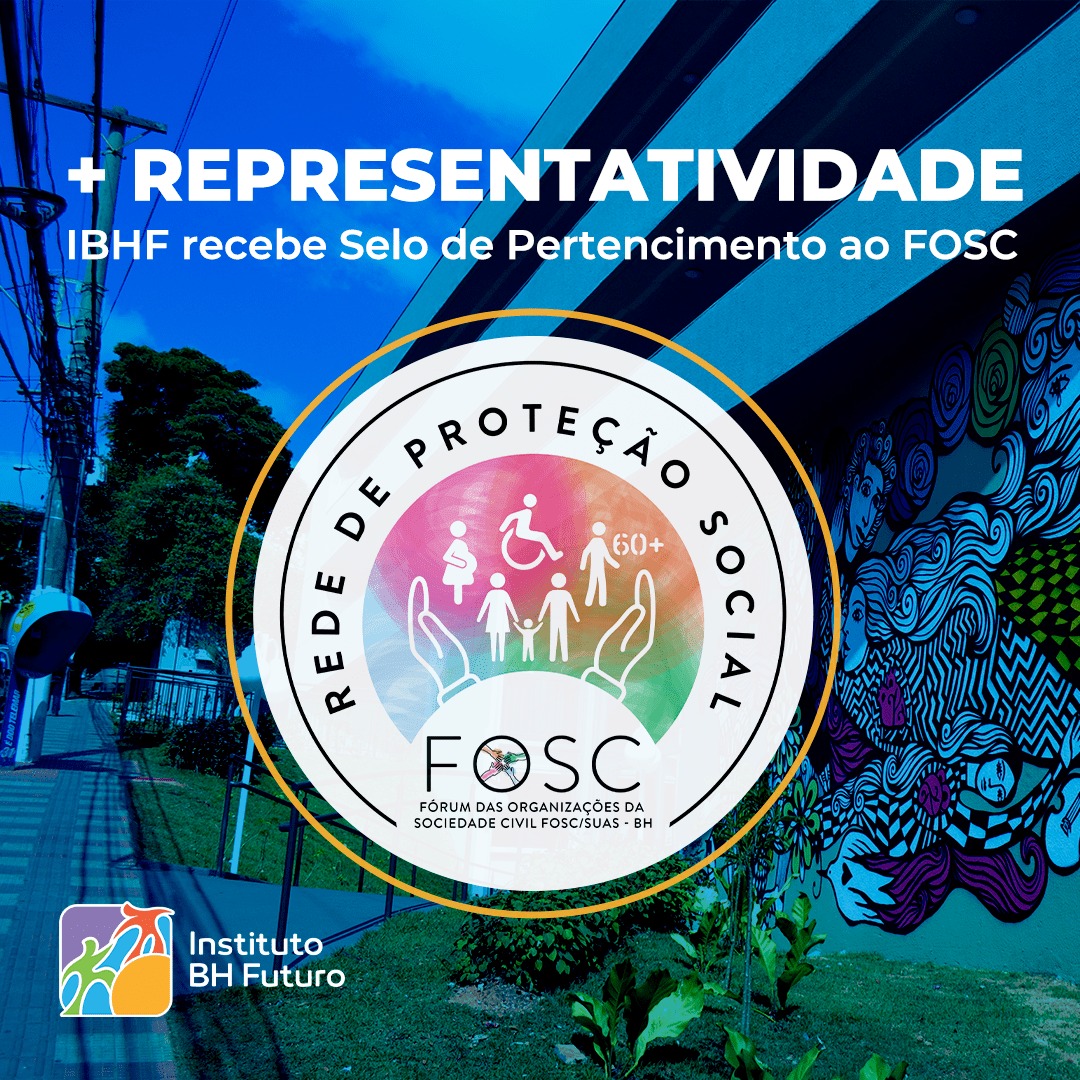 + REPRESENTATIVIDADE
IBHF recebe Selo de Pertencimento ao FOSC
REDE DE PROTEÇÃO SOCIAL
60+
FOSC
FÓRUM DAS ORGANIZAÇÕES DA
SOCIEDADE CIVIL FOSC/SUAS - BH
Instituto
BH Futuro